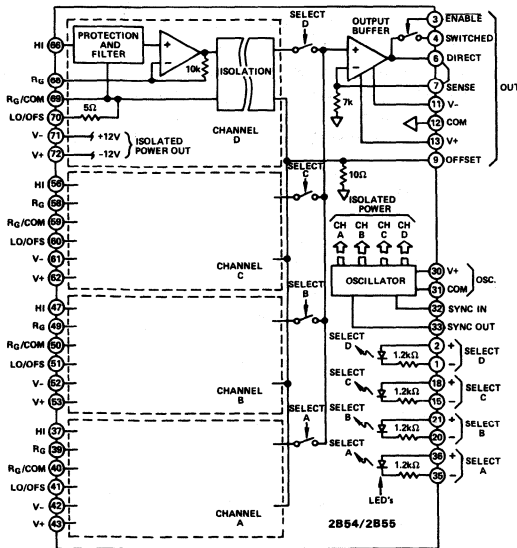 SELECT
D
OUTPUT
BUFFER
3 ENABLE
4 SWITCHED
6 DIRECT
7 SENSE
11 V-
12 COM
13 V+
9 OFFSET
OUT
HI 66
PROTECTION
AND
FILTER
10k
ISOLATION
RG 65
RG/COM 69
LO/OFS 70
5Ω
V- 71
V+ 72
+12V
-12V
ISOLATED
POWER OUT
CHANNEL
D
7k
10Ω
HI 56
RG 58
RG/COM 59
LO/OFS 60
V- 61
V+ 62
CHANNEL
C
SELECT
C
ISOLATED
POWER
CH
A
CH
B
CH
C
CH
D
OSCILLATOR
30 V+
31 COM
OSC.
32 SYNC IN
33 SYNC OUT
HI 47
RG 49
RG/COM 50
LO/OFS 51
V- 52
V+ 53
CHANNEL
B
SELECT
B
SELECT
D
1.2kΩ
2 +
1 -
SELECT
D
SELECT
C
1.2kΩ
18 +
15 -
SELECT
C
SELECT
B
1.2kΩ
21 +
20 -
SELECT
B
SELECT
A
1.2kΩ
36 +
35 -
SELECT
A
LED's
HI 37
RG 39
RG/COM 40
LO/OFS 41
V- 42
V+ 43
CHANNEL
A
SELECT
A
2B54/2B55